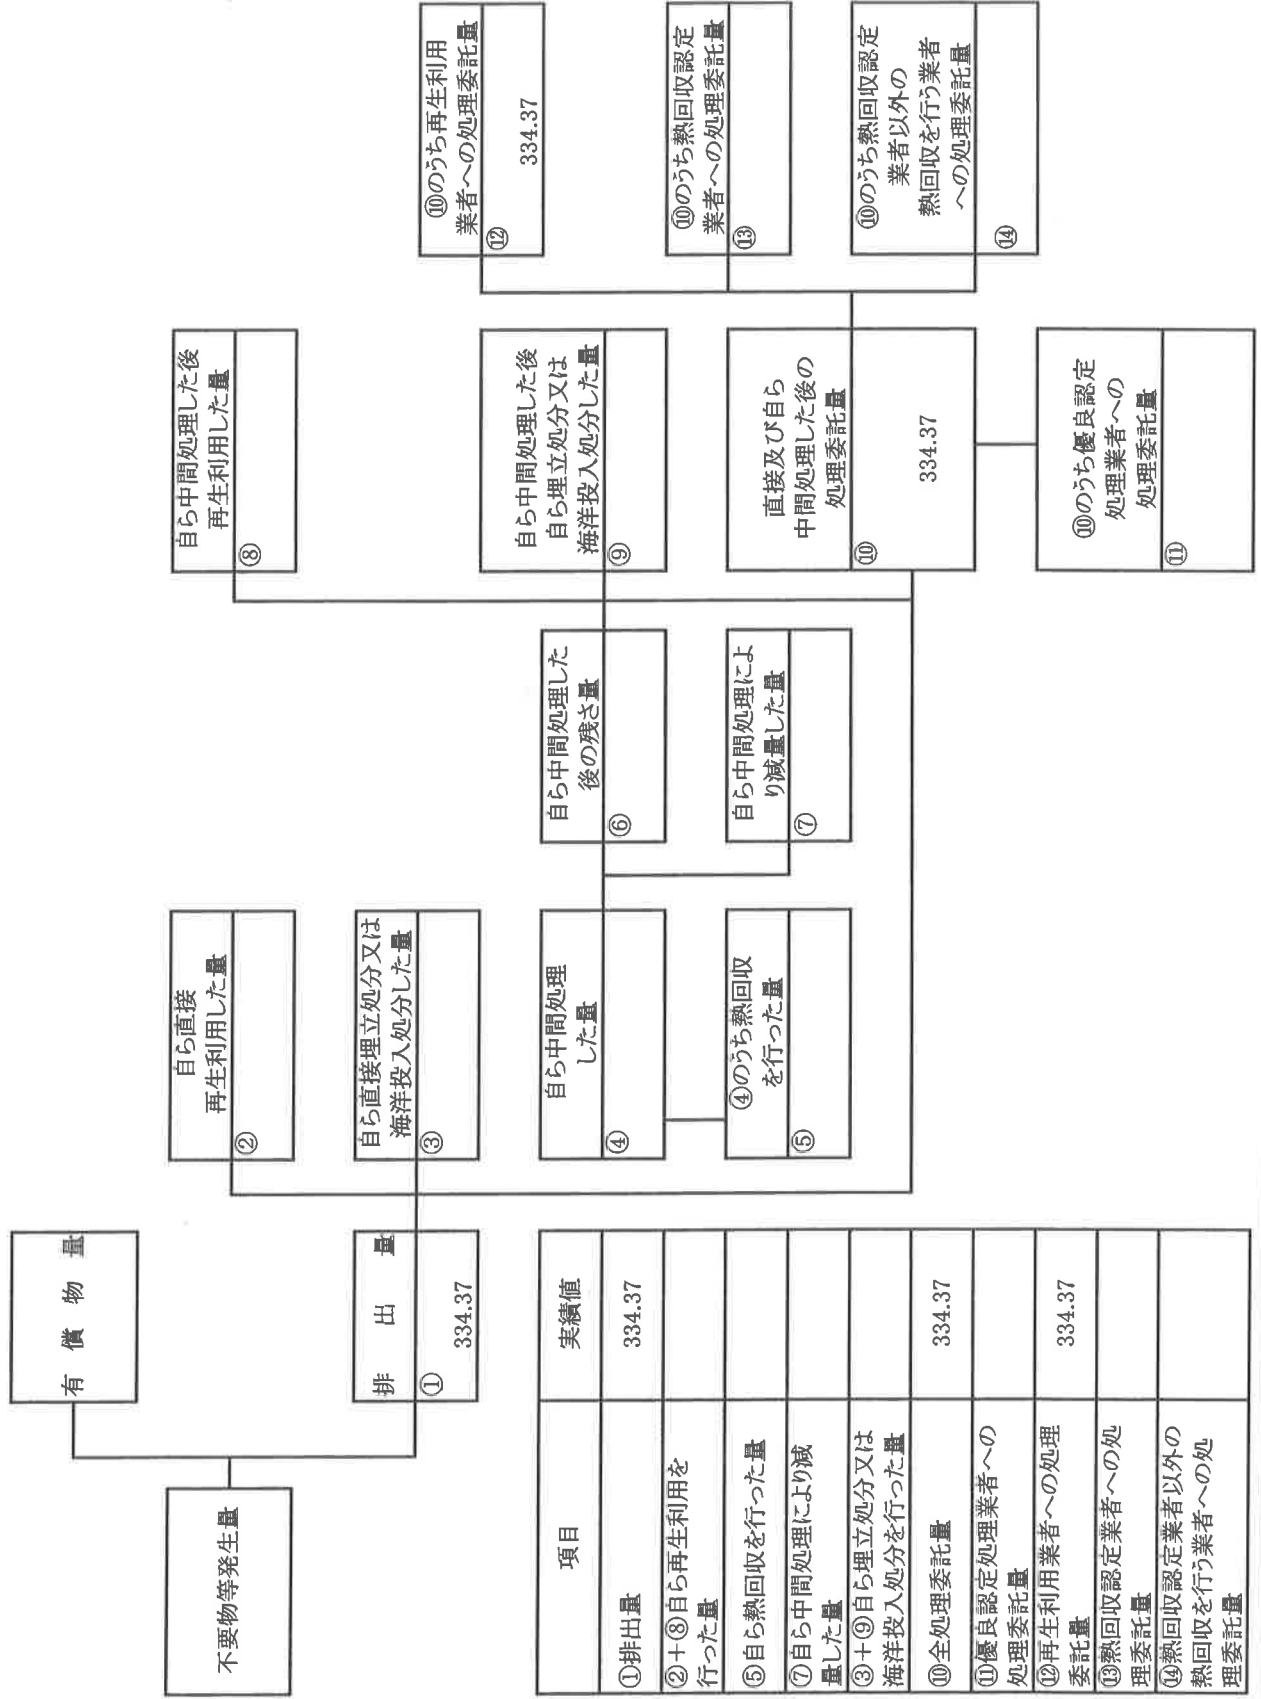 不要物等発生量
有償物量
排出量
①
334.37
自ら直接
再生利用した量
②
自ら直接埋立処分又は
海洋投入処分した量
③
自ら中間処理
した量
④
④のうち熱回収
を行った量
⑤
自ら中間処理した
後の残さ量
⑥
自ら中間処理によ
り減量した量
⑦
自ら中間処理した後
再生利用した量
⑧
自ら中間処理した後
自ら埋立処分又は
海洋投入処分した量
⑨
直接及び自ら
中間処理した後の
処理委託量
⑩
334.37
⑩のうち優良認定
処理業者への
処理委託量
⑪
⑩のうち再生利用
業者への処理委託量
⑫
334.37
⑩のうち熱回収認定
業者への処理委託量
⑬
⑩のうち熱回収認定
業者以外の
熱回収を行う業者
への処理委託量
⑭
項目 実績値
①排出量 334.37
②+⑧自ら再生利用を
行った量
⑤自ら熱回収を行った量
⑦自ら中間処理により減
量した量
③+⑨自ら埋立処分又は
海洋投入処分を行った量
⑩全処理委託量 334.37
⑪優良認定処理業者への
処理委託量
⑫再生利用業者への処理
委託量 334.37
⑬熱回収認定業者への処
理委託量
⑭熱回収認定業者以外の
熱回収を行う業者への処
理委託量